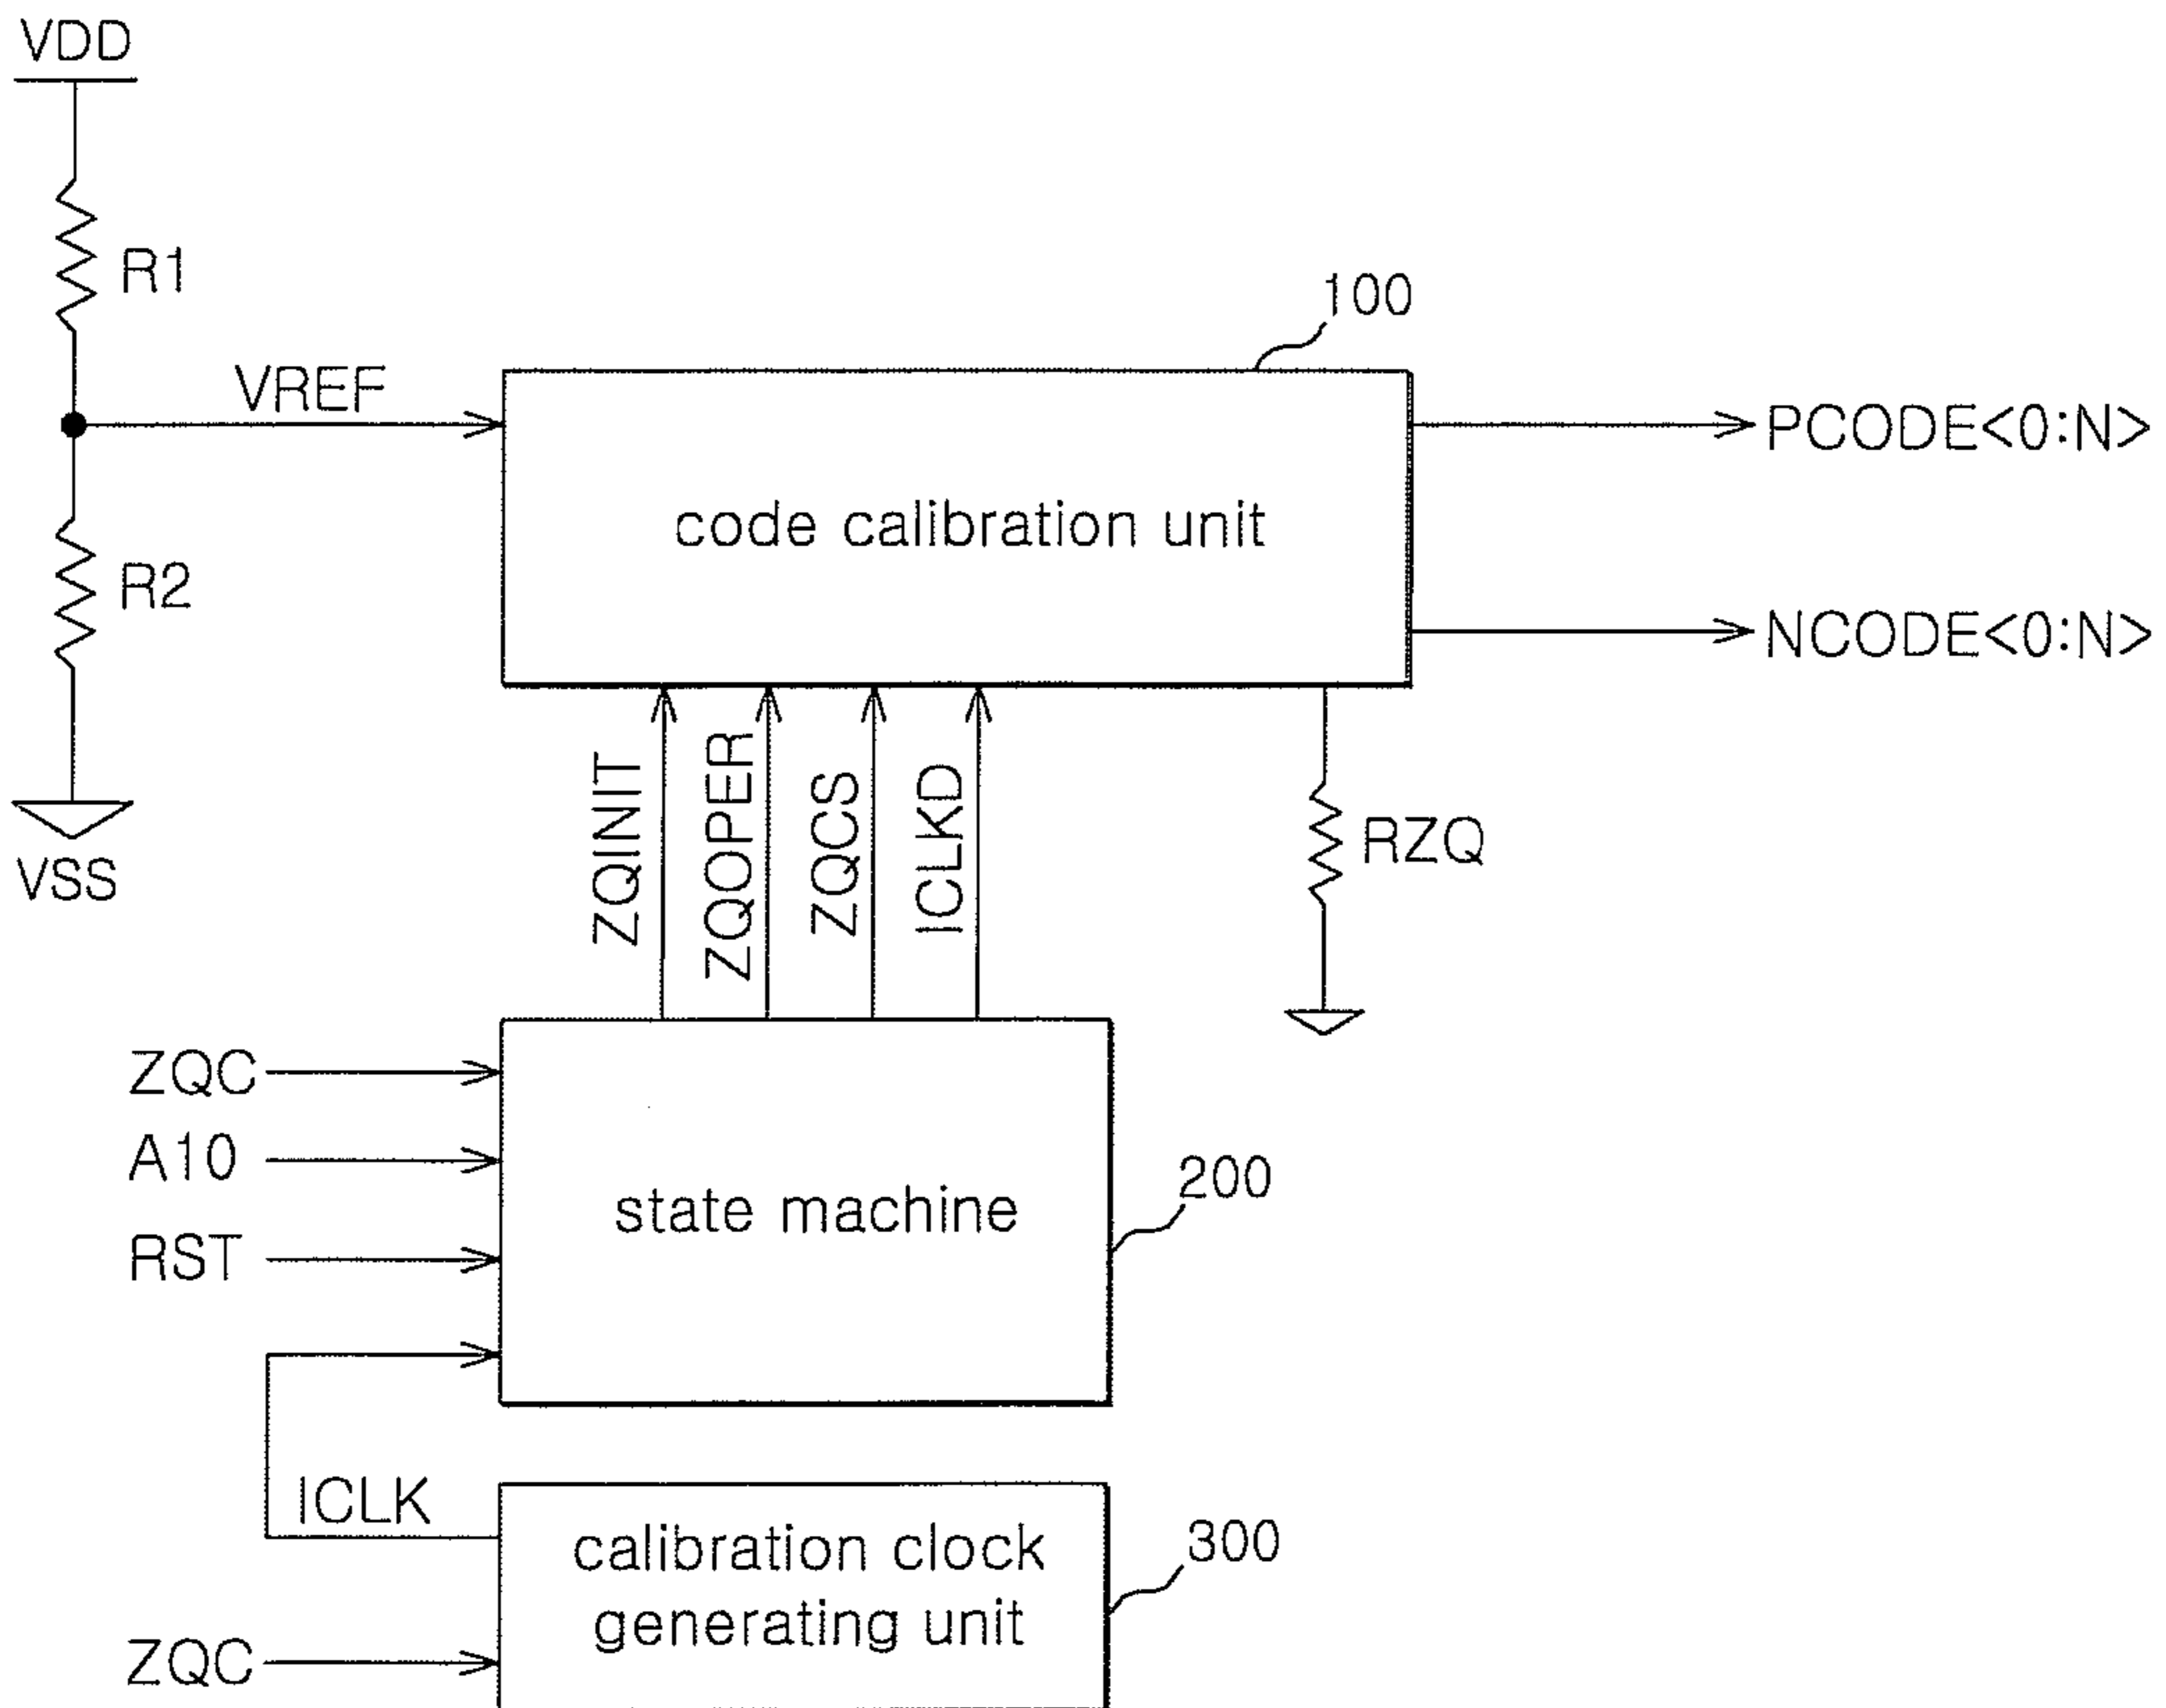 VDD
R1
100
VREF
PCODE<0:N>
code calibration unit
R2
NCODE<0:N>
ZQINIT
ZQOPER
ZQCS
ICLKD
RZQ
VSS
ZQC
A10
200
state machine
RST
ICLK
300
calibration clock
generating unit
ZQC